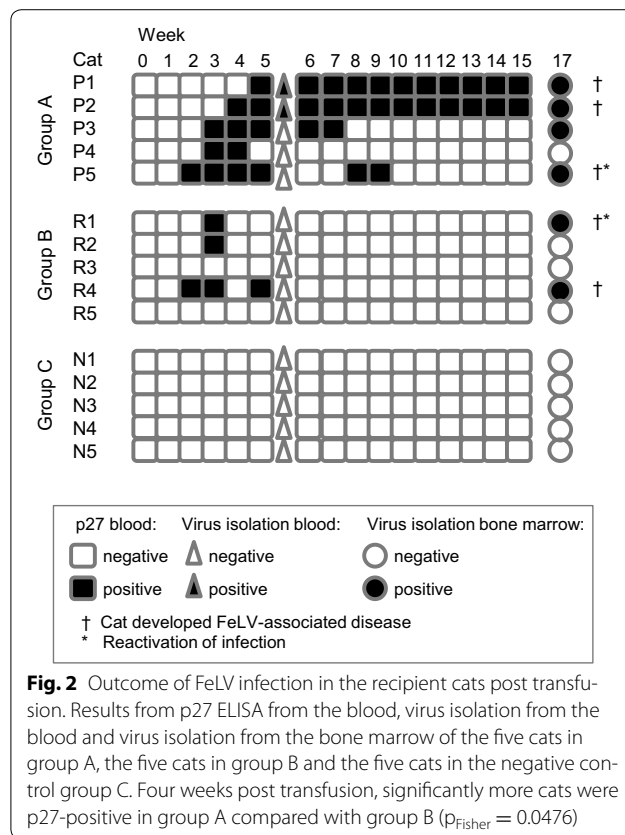 Week
Cat 0 1 2 3 4 5 6 7 8 9 10 11 12 13 14 15 17
Group A
P1 †
P2 †
P3
P4
P5 †*
Group B
R1 †*
R2
R3
R4 †
R5
Group C
N1
N2
N3
N4
N5
p27 blood: Virus isolation blood: Virus isolation bone marrow:
negative negative negative
positive positive positive
† Cat developed FeLV-associated disease
* Reactivation of infection
Fig. 2 Outcome of FeLV infection in the recipient cats post transfu-
sion. Results from p27 ELISA from the blood, virus isolation from the
blood and virus isolation from the bone marrow of the five cats in
group A, the five cats in group B and the five cats in the negative con-
trol group C. Four weeks post transfusion, significantly more cats were
p27-positive in group A compared with group B (pFisher = 0.0476)